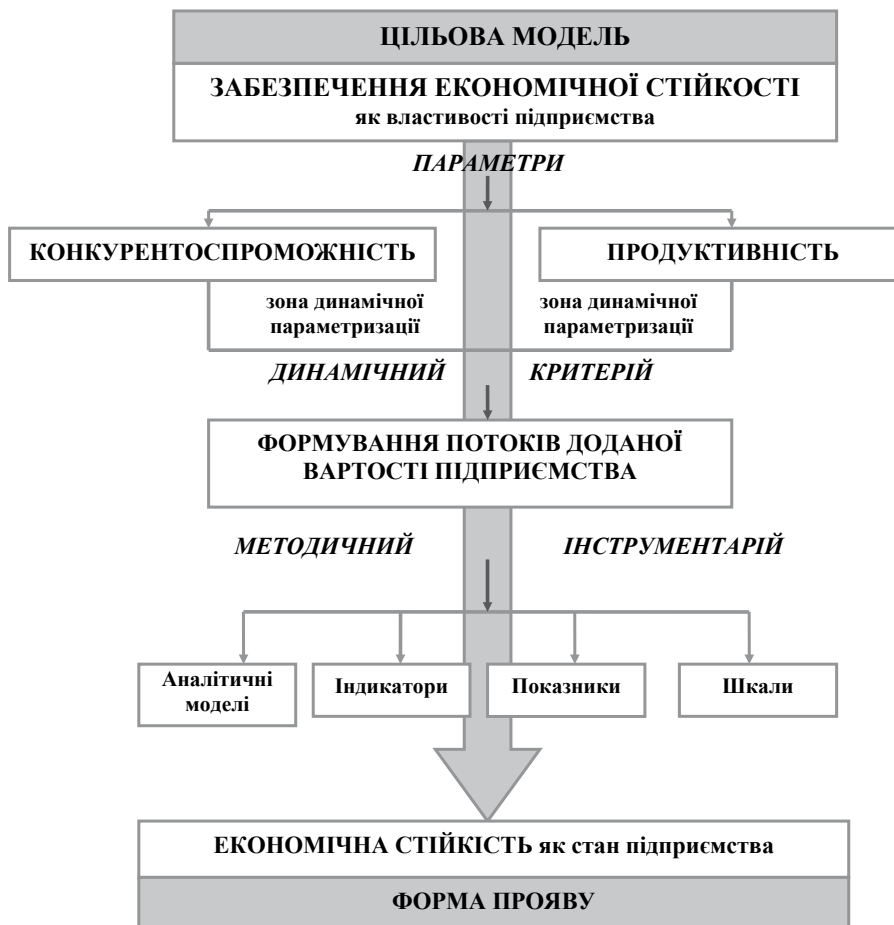 ЦІЛЬОВА МОДЕЛЬ
ЗАБЕЗПЕЧЕННЯ ЕКОНОМІЧНОЇ СТІЙКОСТІ
як властивості підприємства
ПАРАМЕТРИ
КОНКУРЕНТОСПРОМОЖНІСТЬ
ПРОДУКТИВНІСТЬ
зона динамічної
параметризації
зона динамічної
параметризації
ДИНАМІЧНИЙ КРИТЕРІЙ
ФОРМУВАННЯ ПОТОКІВ ДОДАНОЇ
ВАРТОСТІ ПІДПРИЄМСТВА
МЕТОДИЧНИЙ ІНСТРУМЕНТАРІЙ
Аналітичні
моделі
Індикатори
Показники
Шкали
ЕКОНОМІЧНА СТІЙКІСТЬ як стан підприємства
ФОРМА ПРОЯВУ